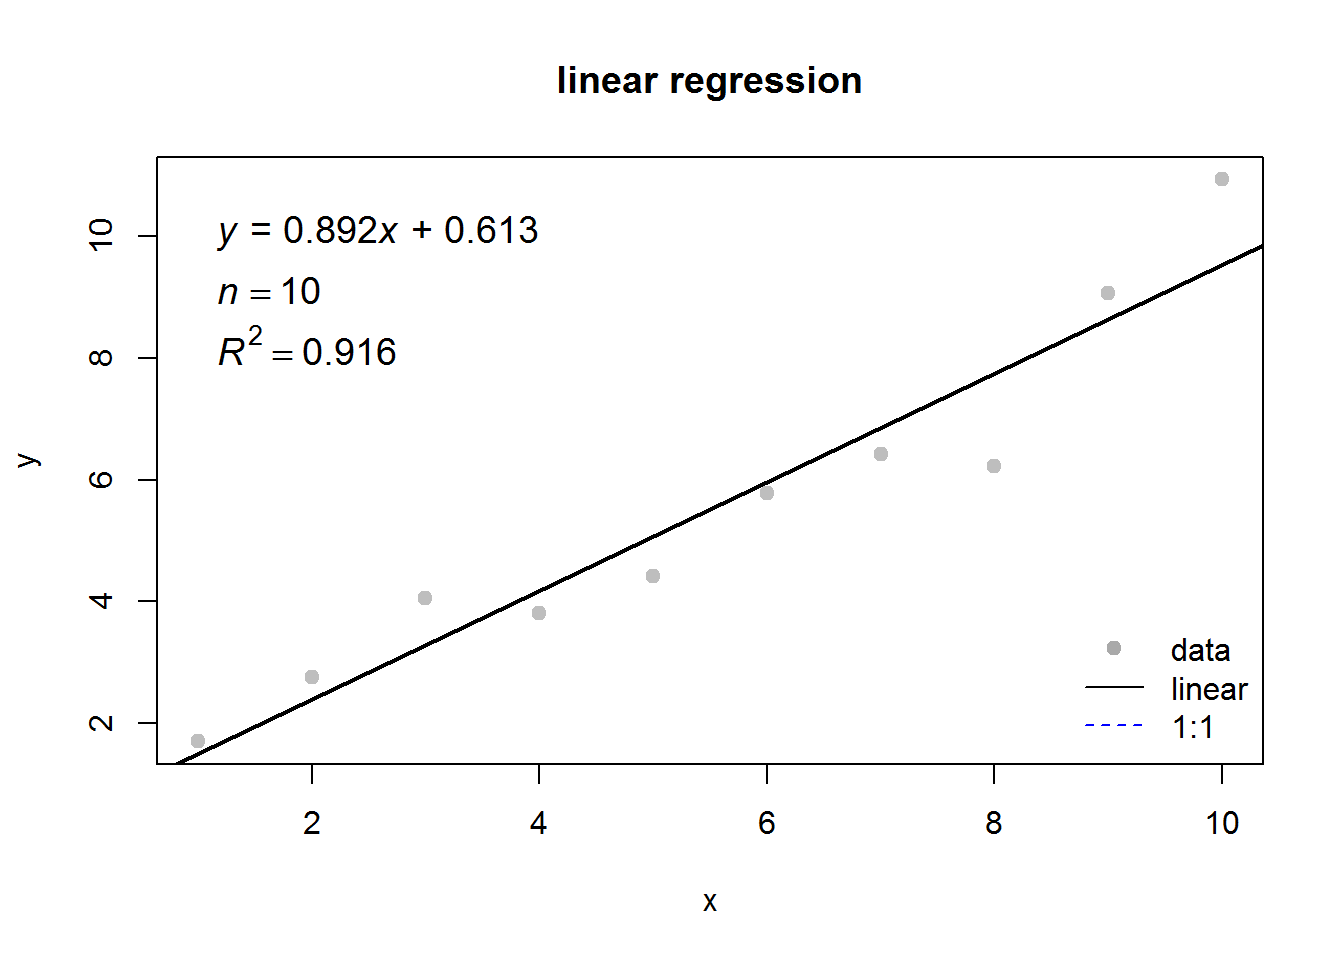 linear regression
y = 0.892x + 0.613
n = 10
R² = 0.916
10
8
6
4
2
y
data
linear
1:1
2 4 6 8 10
x